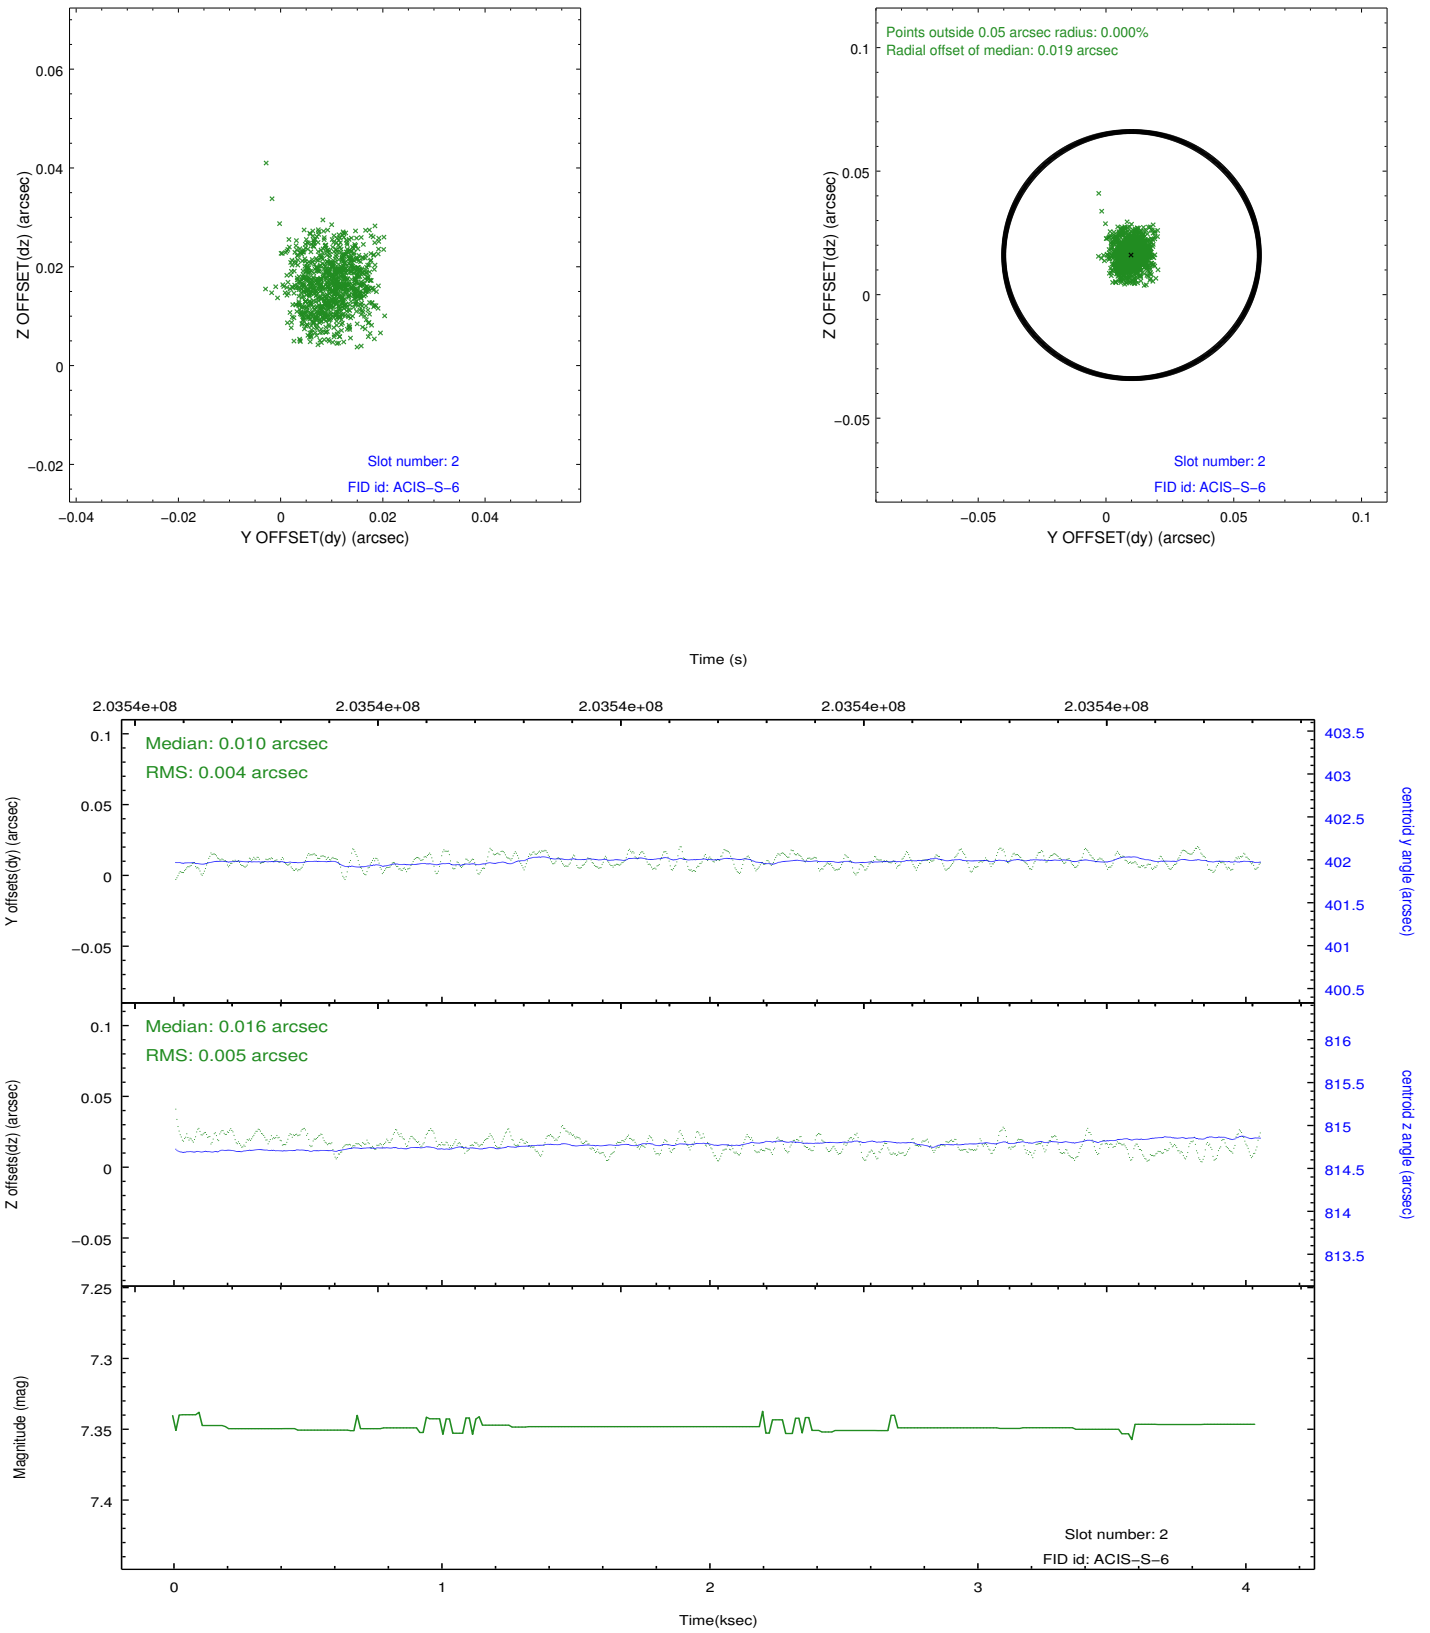 0.06
0.04
0.02
0
−0.02
Z OFFSET(dz) (arcsec)
Slot number: 2
FID id: ACIS−S−6
−0.04
−0.02
0
0.02
0.04
Y OFFSET(dy) (arcsec)
Points outside 0.05 arcsec radius: 0.000%
Radial offset of median: 0.019 arcsec
0.1
0.05
0
−0.05
Z OFFSET(dz) (arcsec)
Slot number: 2
FID id: ACIS−S−6
−0.05
0
0.05
0.1
Y OFFSET(dy) (arcsec)
Time (s)
2.0354e+08
2.0354e+08
2.0354e+08
2.0354e+08
2.0354e+08
Median: 0.010 arcsec
RMS: 0.004 arcsec
0.1
0.05
0
−0.05
Y offsets(dy) (arcsec)
403.5
403
402.5
402
401.5
401
400.5
centroid y angle (arcsec)
Median: 0.016 arcsec
RMS: 0.005 arcsec
0.1
0.05
0
−0.05
Z offsets(dz) (arcsec)
816
815.5
815
814.5
814
813.5
centroid z angle (arcsec)
7.25
7.3
7.35
7.4
Magnitude (mag)
Slot number: 2
FID id: ACIS−S−6
0
1
2
3
4
Time(ksec)